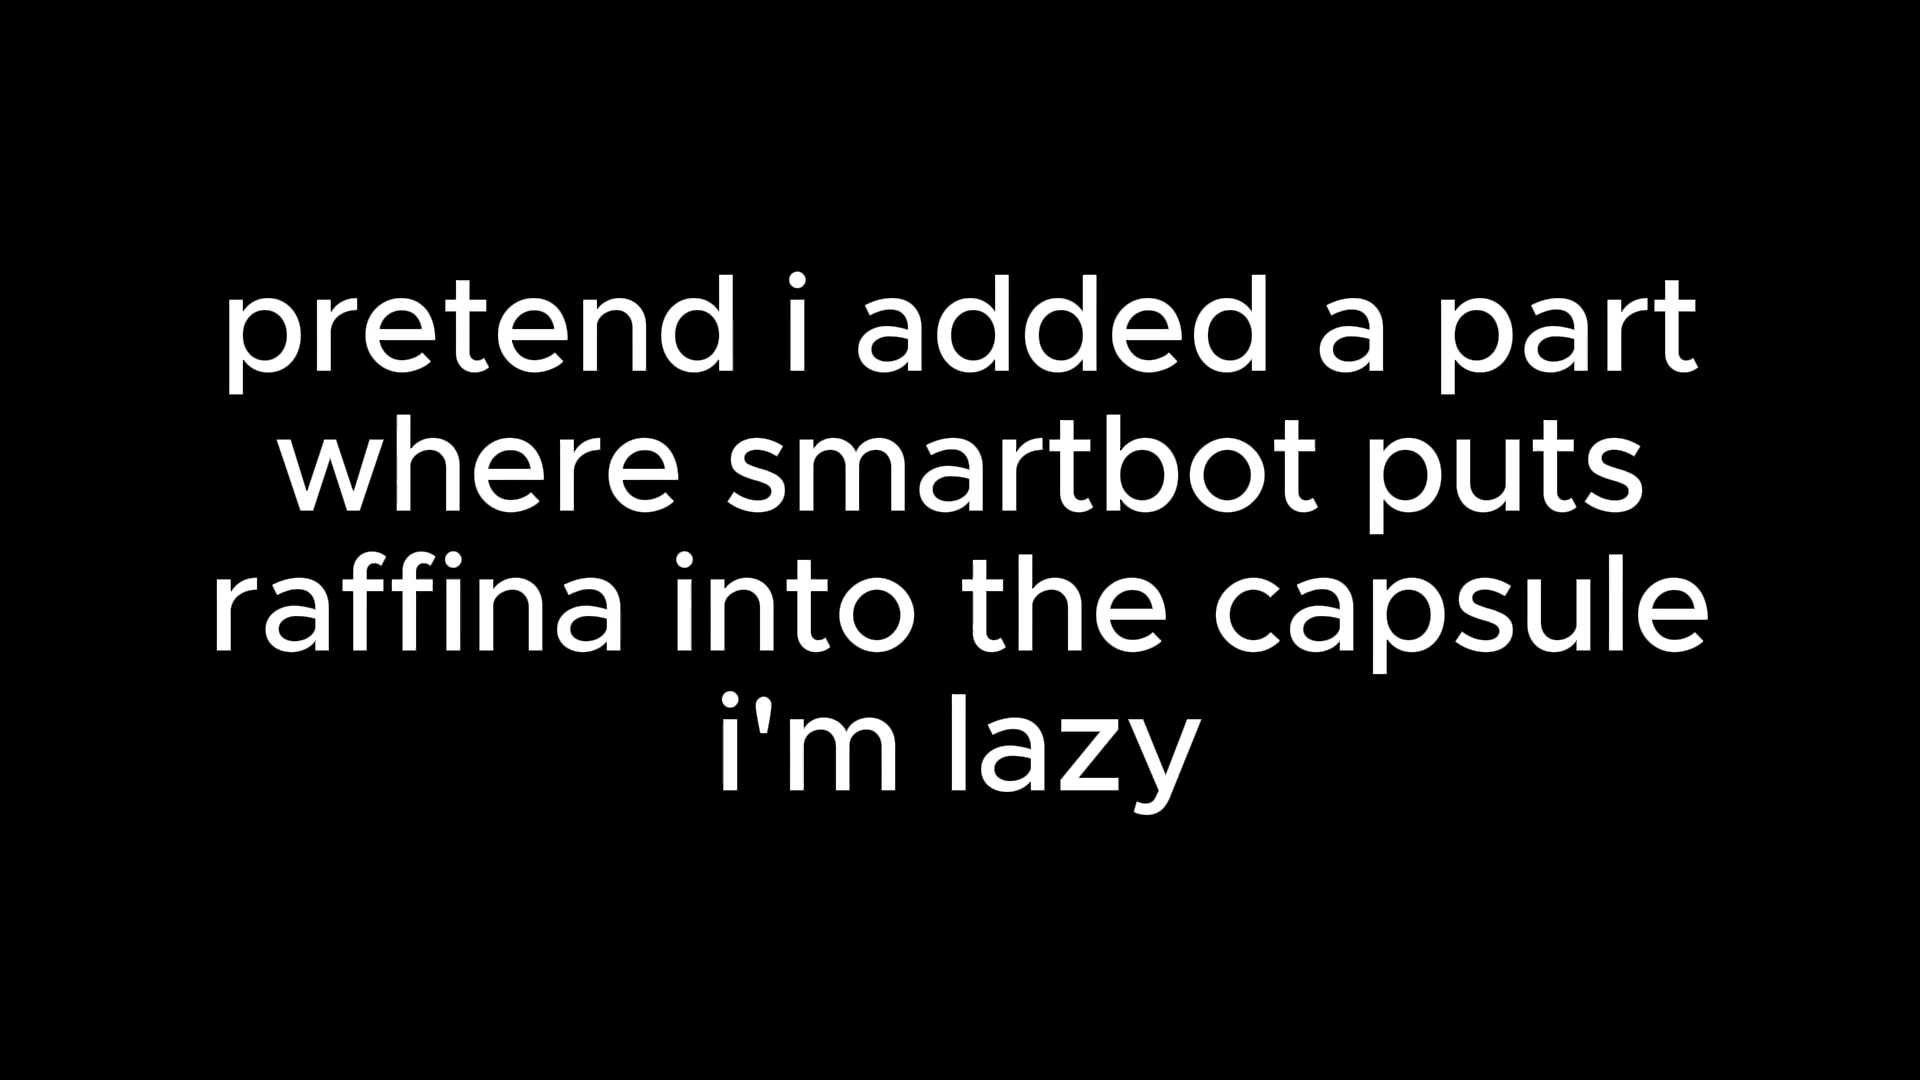 pretend i added a part
where smartbot puts
raffina into the capsule
i'm lazy